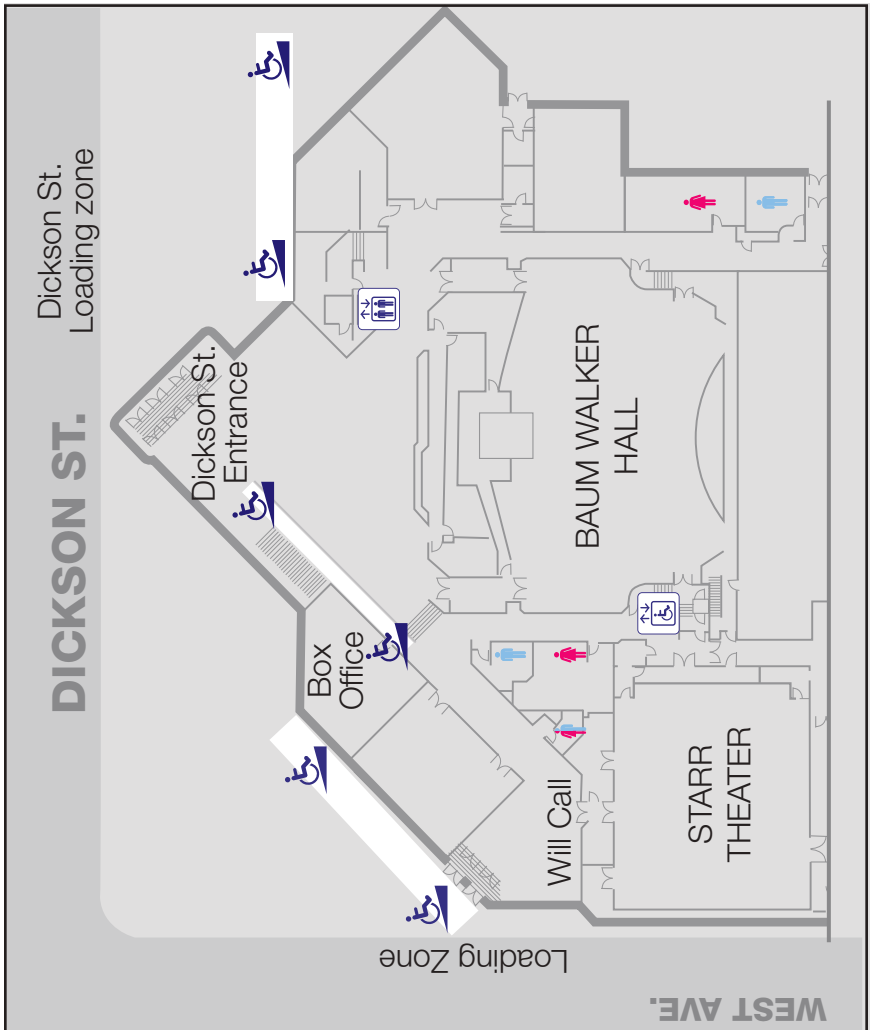 Dickson St.
Loading zone
DICKSON ST.
Dickson St.
Entrance
Box
Office
BAUM WALKER
HALL
Will Call
STARR
THEATER
Loading Zone
WEST AVE.